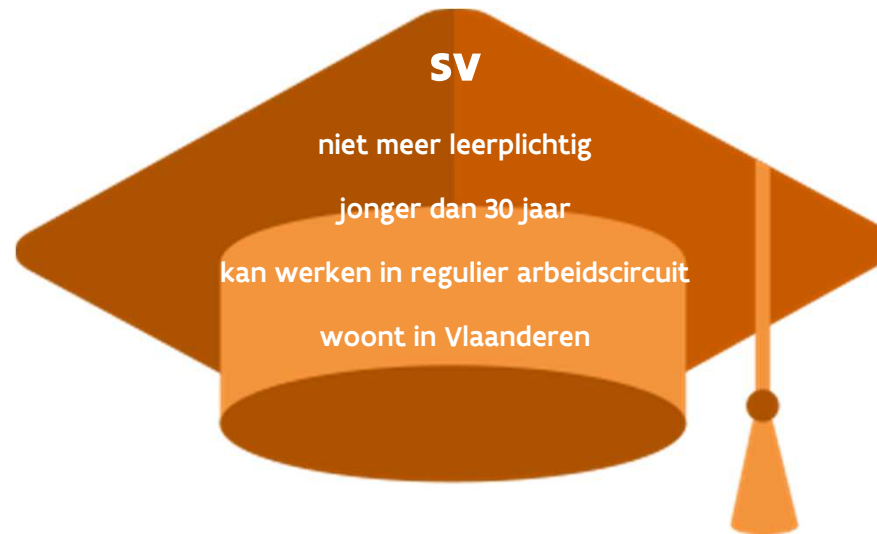 SV
niet meer leerplichtig
jonger dan 30 jaar
kan werken in regulier arbeidscircuit
woont in Vlaanderen